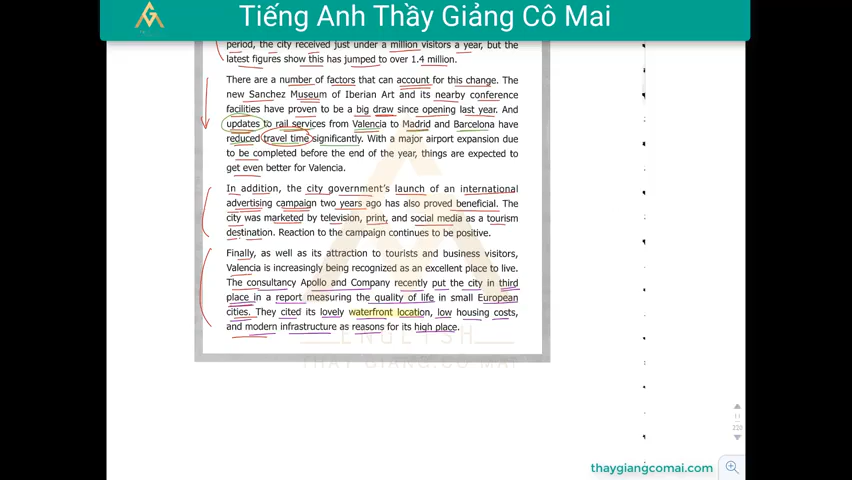 Tiếng Anh Thầy Giảng Cô Mai
period, the city received just under a million visitors a year, but the
latest figures show this has jumped to over 1.4 million.
There are a number of factors that can account for this change. The
new Sanchez Museum of Iberian Art and its nearby conference
facilities have proven to be a big draw since opening last year. And
updates to rail services from Valencia to Madrid and Barcelona have
reduced travel time significantly. With a major airport expansion due
to be completed before the end of the year, things are expected to
get even better for Valencia.
In addition, the city government's launch of an international
advertising campaign two years ago has also proved beneficial. The
city was marketed by television, print, and social media as a tourism
destination. Reaction to the campaign continues to be positive.
Finally, as well as its attraction to tourists and business visitors,
Valencia is increasingly being recognized as an excellent place to live.
The consultancy Apollo and Company recently put the city in third
place in a report measuring the quality of life in small European
cities. They cited its lovely waterfront location, low housing costs,
and modern infrastructure as reasons for its high place.
ENGLISH
THAY GIANG.CO MAI
thaygiangcomai.com